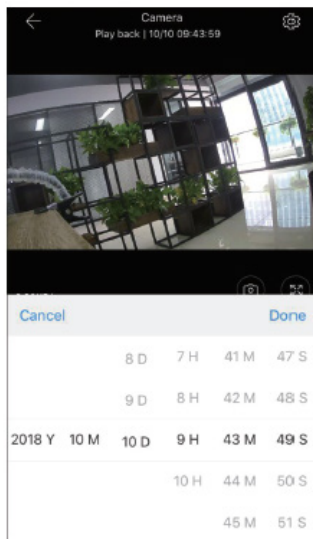 Camera
Play back | 10/10 09:43:59
Cancel Done
8 D 7 H 41 M 47 S
9 D 8 H 42 M 48 S
2018 Y 10 M 10 D 9 H 43 M 49 S
10 H 44 M 50 S
45 M 51 S